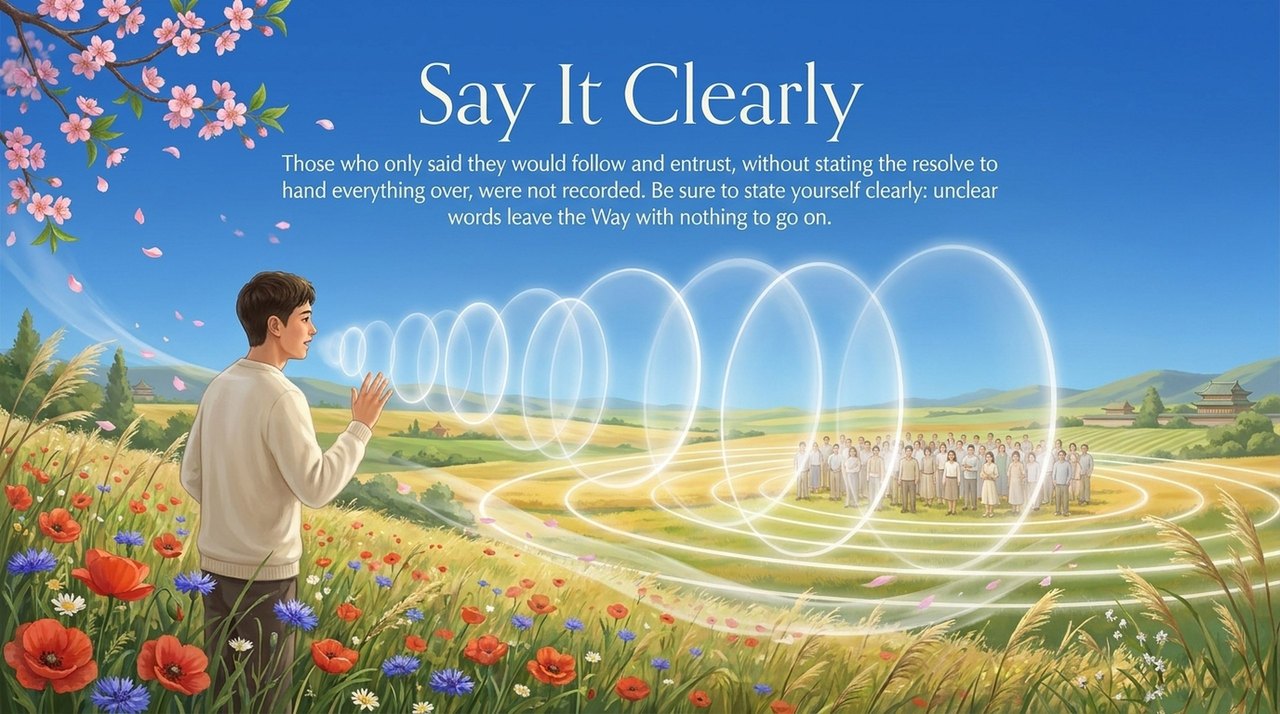 Say It Clearly
Those who only said they would follow and entrust, without stating the resolve to
hand everything over, were not recorded. Be sure to state yourself clearly: unclear
words leave the Way with nothing to go on.